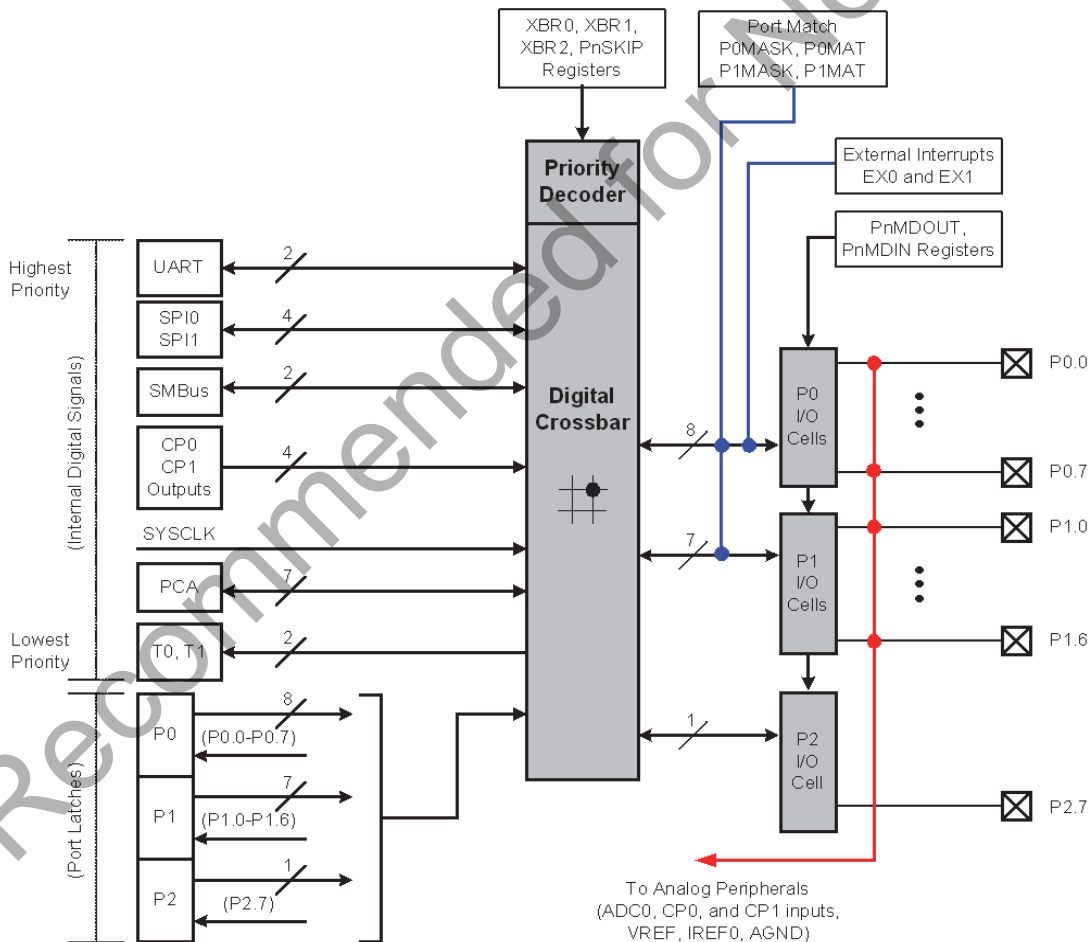 XBR0, XBR1,
XBR2, PnSKIP
Registers
Port Match
P0MASK, P0MAT
P1MASK, P1MAT
External Interrupts
EX0 and EX1
Priority
Decoder
PnMDOUT,
PnMDIN Registers
Highest
Priority
UART
2
SPI0
SPI1
4
SMBus
2
CP0
CP1
Outputs
4
SYSCLK
PCA
7
Lowest
Priority
T0, T1
2
(Internal Digital Signals)
Digital
Crossbar
8
7
1
P0
I/O
Cells
P1
I/O
Cells
P2
I/O
Cell
P0.0
P0.7
P1.0
P1.6
P2.7
(Port Latches)
P0
8
(P0.0-P0.7)
P1
7
(P1.0-P1.6)
P2
1
(P2.7)
To Analog Peripherals
(ADC0, CP0, and CP1 inputs,
VREF, IREF0, AGND)
Recommended for